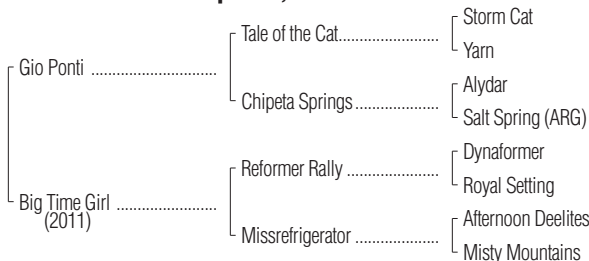 Storm Cat
Tale of the Cat
Yarn
Gio Ponti
Alydar
Chipeta Springs
Salt Spring (ARG)
Dynaformer
Reformer Rally
Royal Setting
Big Time Girl
(2011)
Afternoon Deelites
Missrefrigerator
Misty Mountains